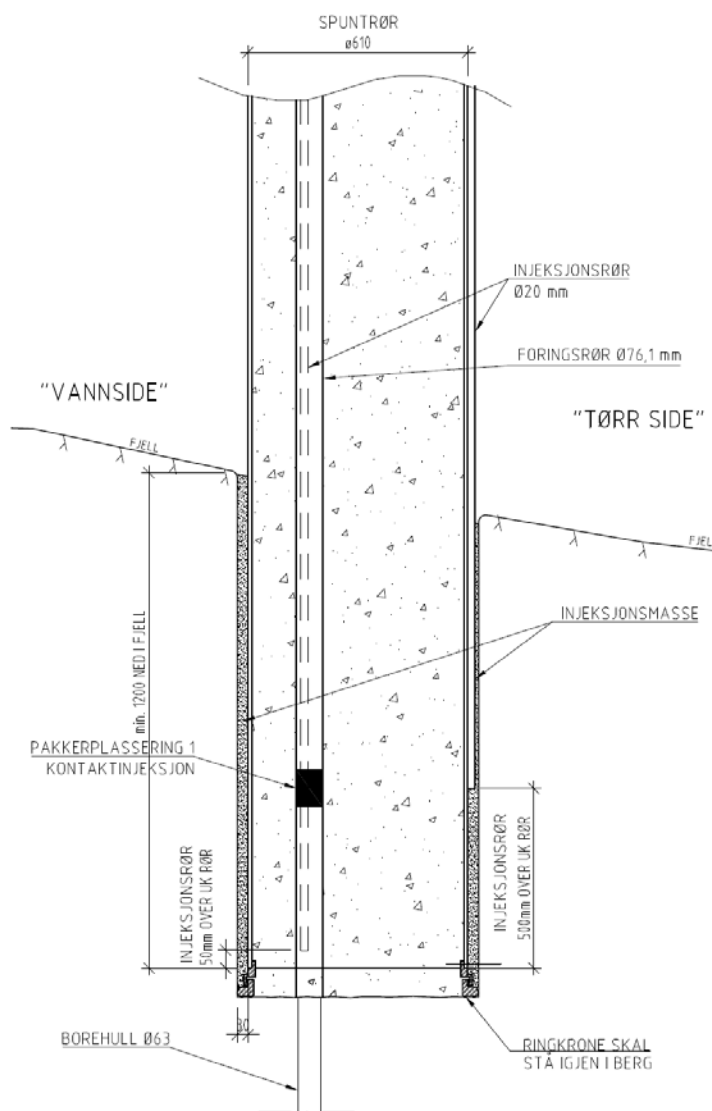 SPUNTRØR
ø610
INJEKSJONSRØR
Ø20 mm
FORINGSRØR Ø76,1 mm
"VANNSIDE"
"TØRR SIDE"
FJELL
FJELL
min. 1200 NED I FJELL
INJEKSJONSMASSE
PAKKERPLASSERING 1
KONTAKTINJEKSJON
INJEKSJONSRØR
50mm OVER UK RØR
INJEKSJONSRØR
500mm OVER UK RØR
30
BOREHULL Ø63
RINGKRONE SKAL
STÅ IGJEN I BERG